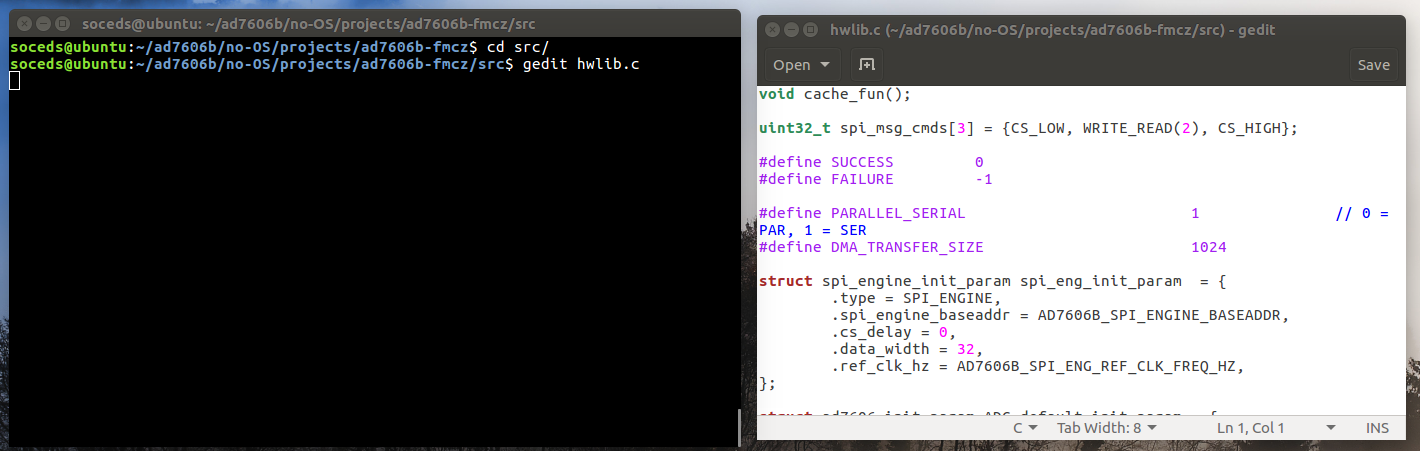 soceds@ubuntu: ~/ad7606b/no-OS/projects/ad7606b-fmcz/src
soceds@ubuntu:~/ad7606b/no-OS/projects/ad7606b-fmcz$ cd src/
soceds@ubuntu:~/ad7606b/no-OS/projects/ad7606b-fmcz/src$ gedit hwlib.c
hwlib.c (~/ad7606b/no-OS/projects/ad7606b-fmcz/src) - gedit
Open Save
void cache_fun();
uint32_t spi_msg_cmds[3] = {CS_LOW, WRITE_READ(2), CS_HIGH};
#define SUCCESS 0
#define FAILURE -1
#define PARALLEL_SERIAL 1 // 0 =
PAR, 1 = SER
#define DMA_TRANSFER_SIZE 1024
struct spi_engine_init_param spi_eng_init_param = {
.type = SPI_ENGINE,
.spi_engine_baseaddr = AD7606B_SPI_ENGINE_BASEADDR,
.cs_delay = 0,
.data_width = 32,
.ref_clk_hz = AD7606B_SPI_ENG_REF_CLK_FREQ_HZ,
};
struct ad7606_init_param ADC_default_init_param = {
C Tab Width: 8 Ln 1, Col 1 INS